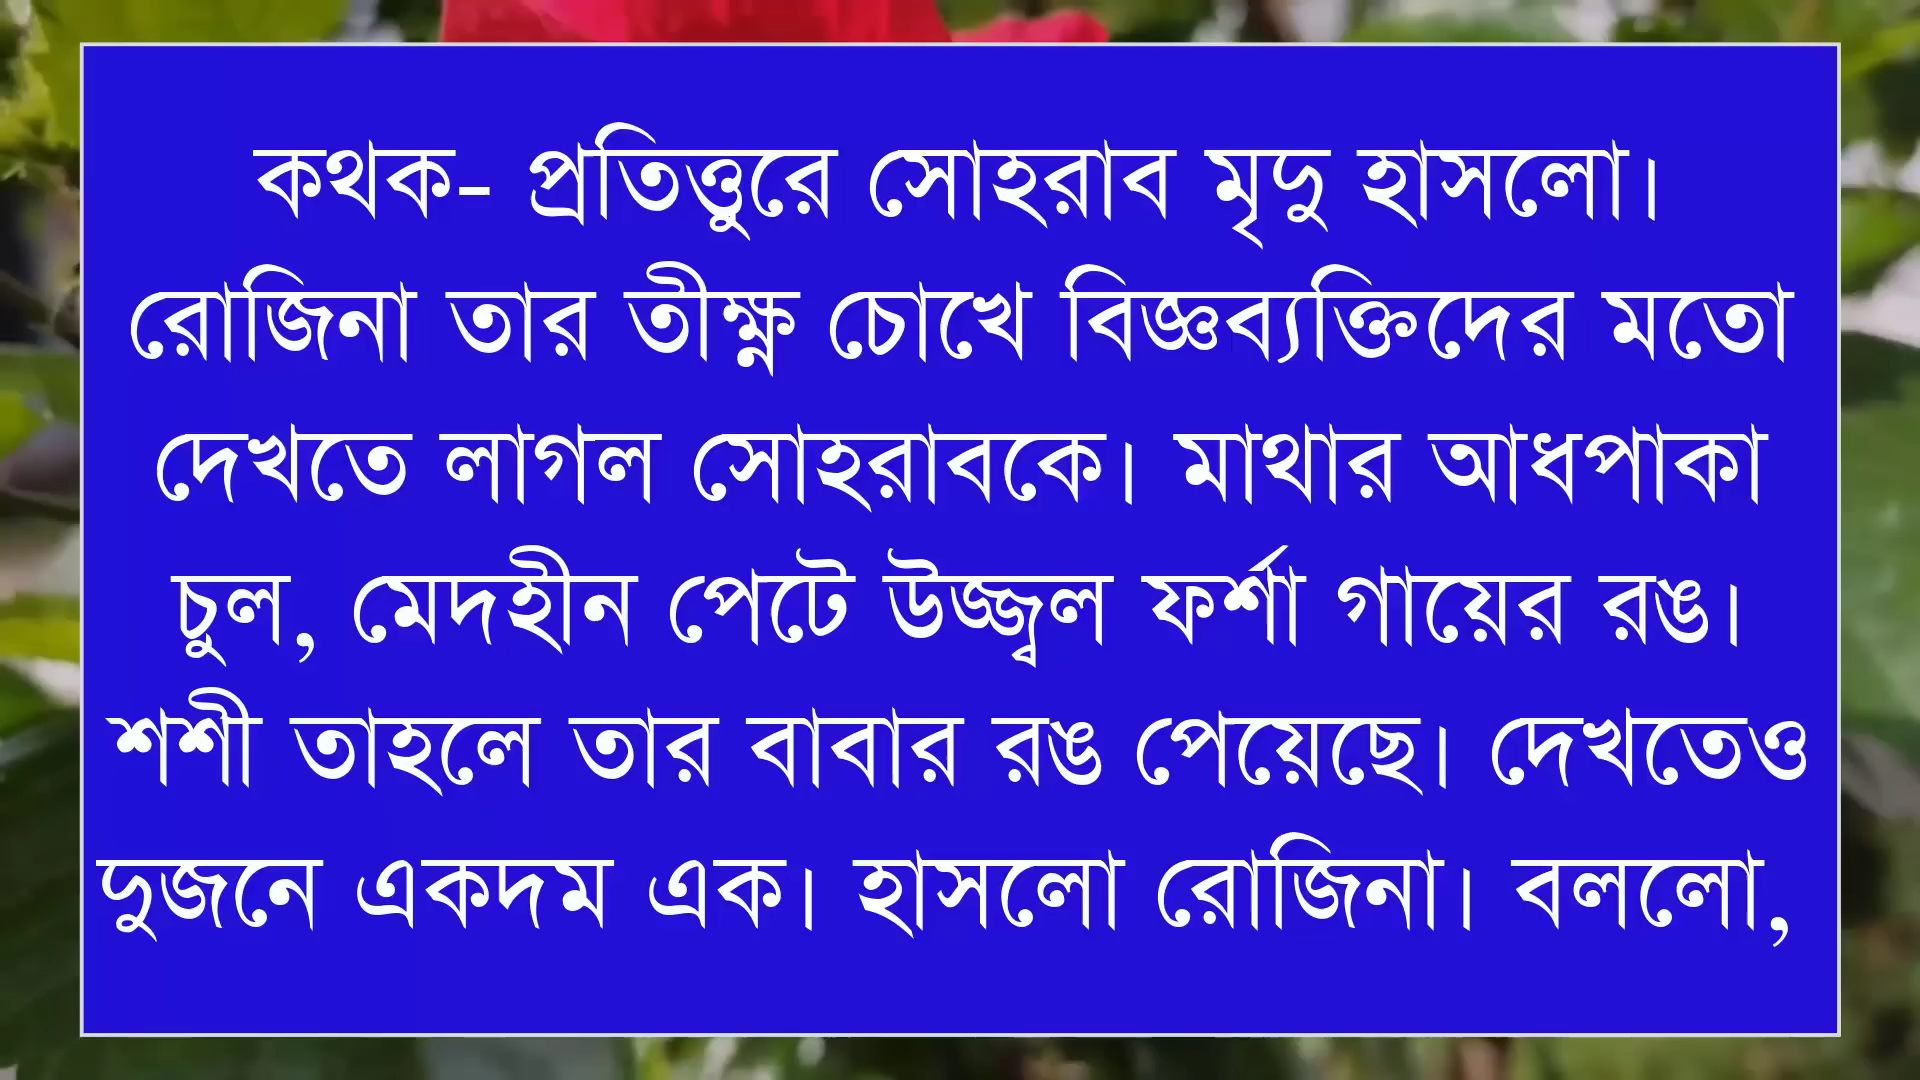 কথক- প্রতিত্তুরে সোহরাব মৃদু হাসলো।
রোজিনা তার তীক্ষ্ণ চোখে বিজ্ঞব্যক্তিদের মতো
দেখতে লাগল সোহরাবকে। মাথার আধপাকা
চুল, মেদহীন পেটে উজ্জ্বল ফর্শা গায়ের রঙ।
শশী তাহলে তার বাবার রঙ পেয়েছে। দেখতেও
দুজনে একদম এক। হাসলো রোজিনা। বললো,